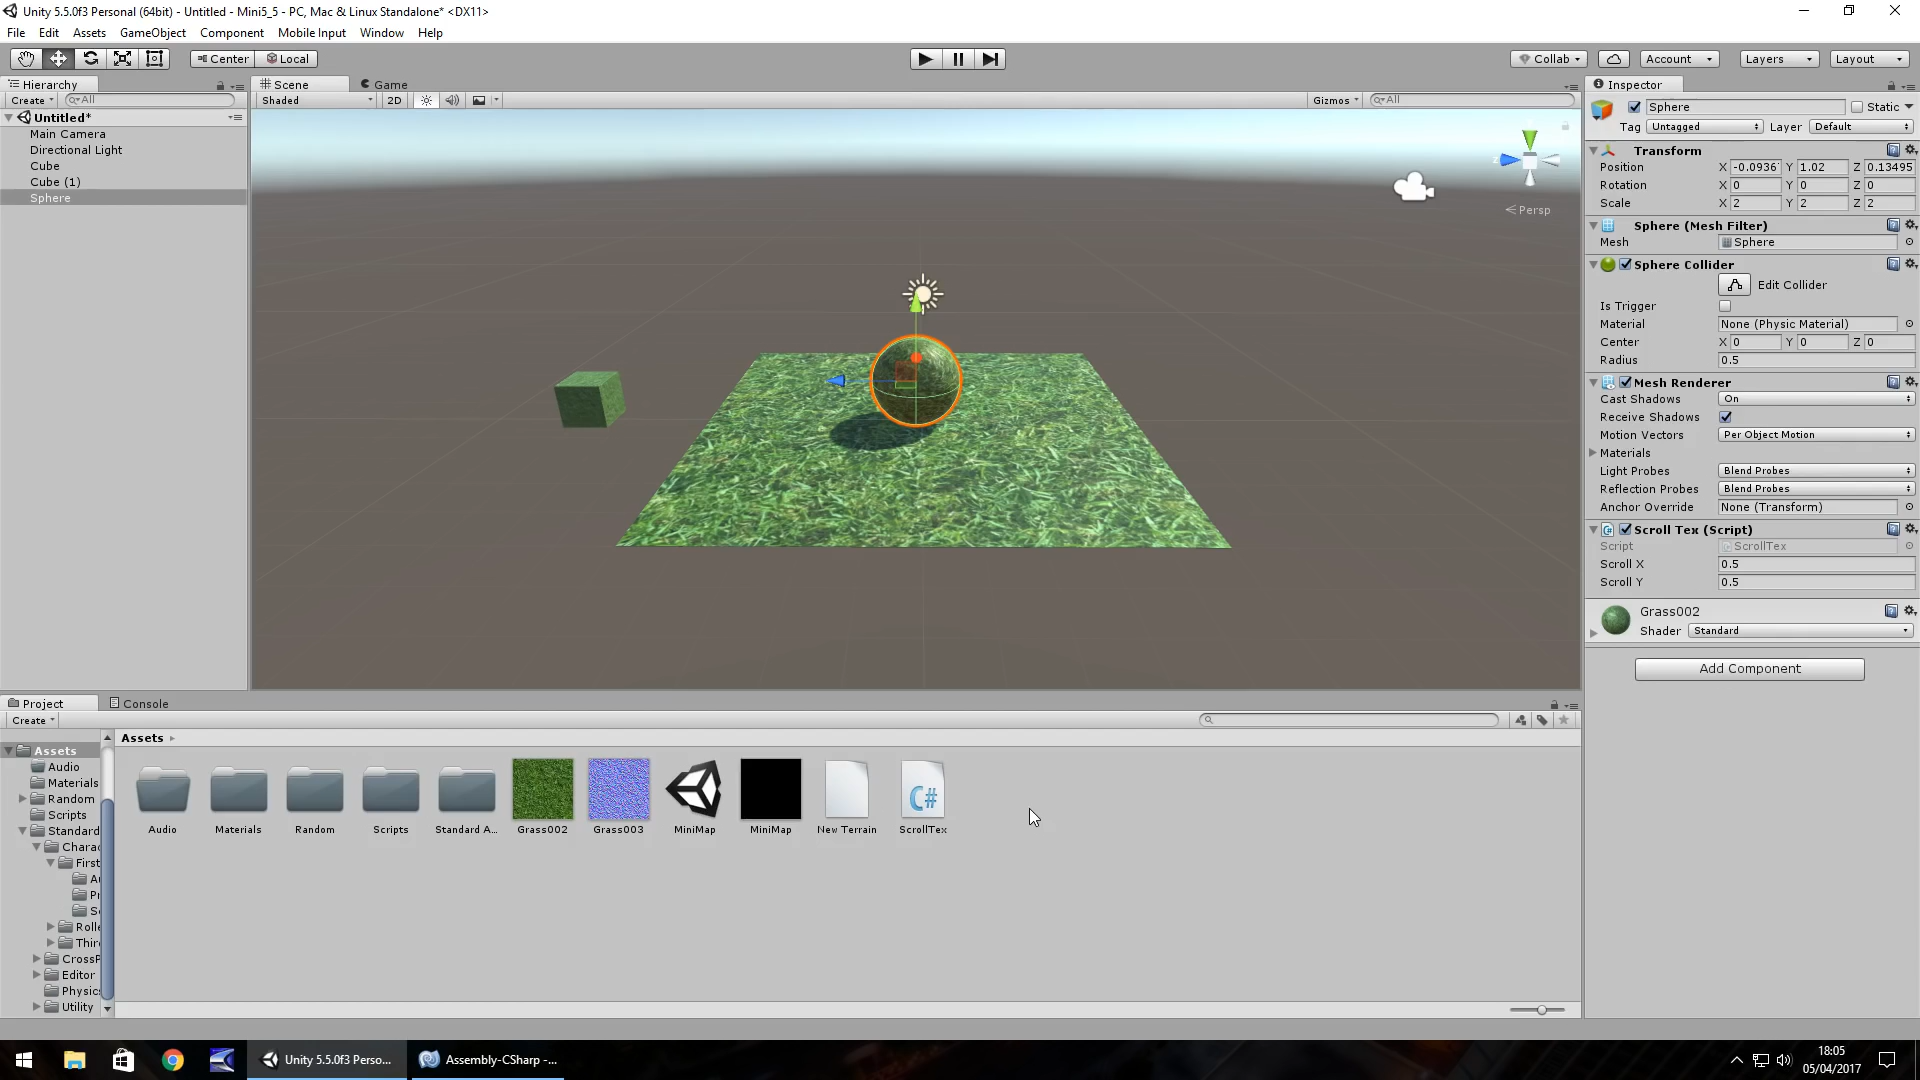 Unity 5.5.0f3 Personal (64bit) - Untitled - Mini5_5 - PC, Mac & Linux Standalone* <DX11>
File Edit Assets GameObject Component Mobile Input Window Help
Center Local Collab Account Layers Layout
Hierarchy
Create All
Untitled*
Main Camera
Directional Light
Cube
Cube (1)
Sphere
Scene Game
Shaded 2D Gizmos All
Persp
Inspector
Sphere Static
Tag Untagged Layer Default
Transform
Position X -0.0936 Y 1.02 Z 0.13495
Rotation X 0 Y 0 Z 0
Scale X 2 Y 2 Z 2
Sphere (Mesh Filter)
Mesh Sphere
Sphere Collider
Edit Collider
Is Trigger
Material None (Physic Material)
Center X 0 Y 0 Z 0
Radius 0.5
Mesh Renderer
Cast Shadows On
Receive Shadows
Motion Vectors Per Object Motion
Materials
Light Probes Blend Probes
Reflection Probes Blend Probes
Anchor Override None (Transform)
Scroll Tex (Script)
Script ScrollTex
Scroll X 0.5
Scroll Y 0.5
Grass002
Shader Standard
Add Component
Project Console
Create
Assets
Audio
Materials
Random
Scripts
Standard
Chara
First
A
Pr
Sc
Rolle
Thir
CrossP
Editor
Physic
Utility
Assets
C#
Audio Materials Random Scripts Standard A... Grass002 Grass003 MiniMap MiniMap New Terrain ScrollTex
Unity 5.5.0f3 Perso... Assembly-CSharp -...
18:05
05/04/2017